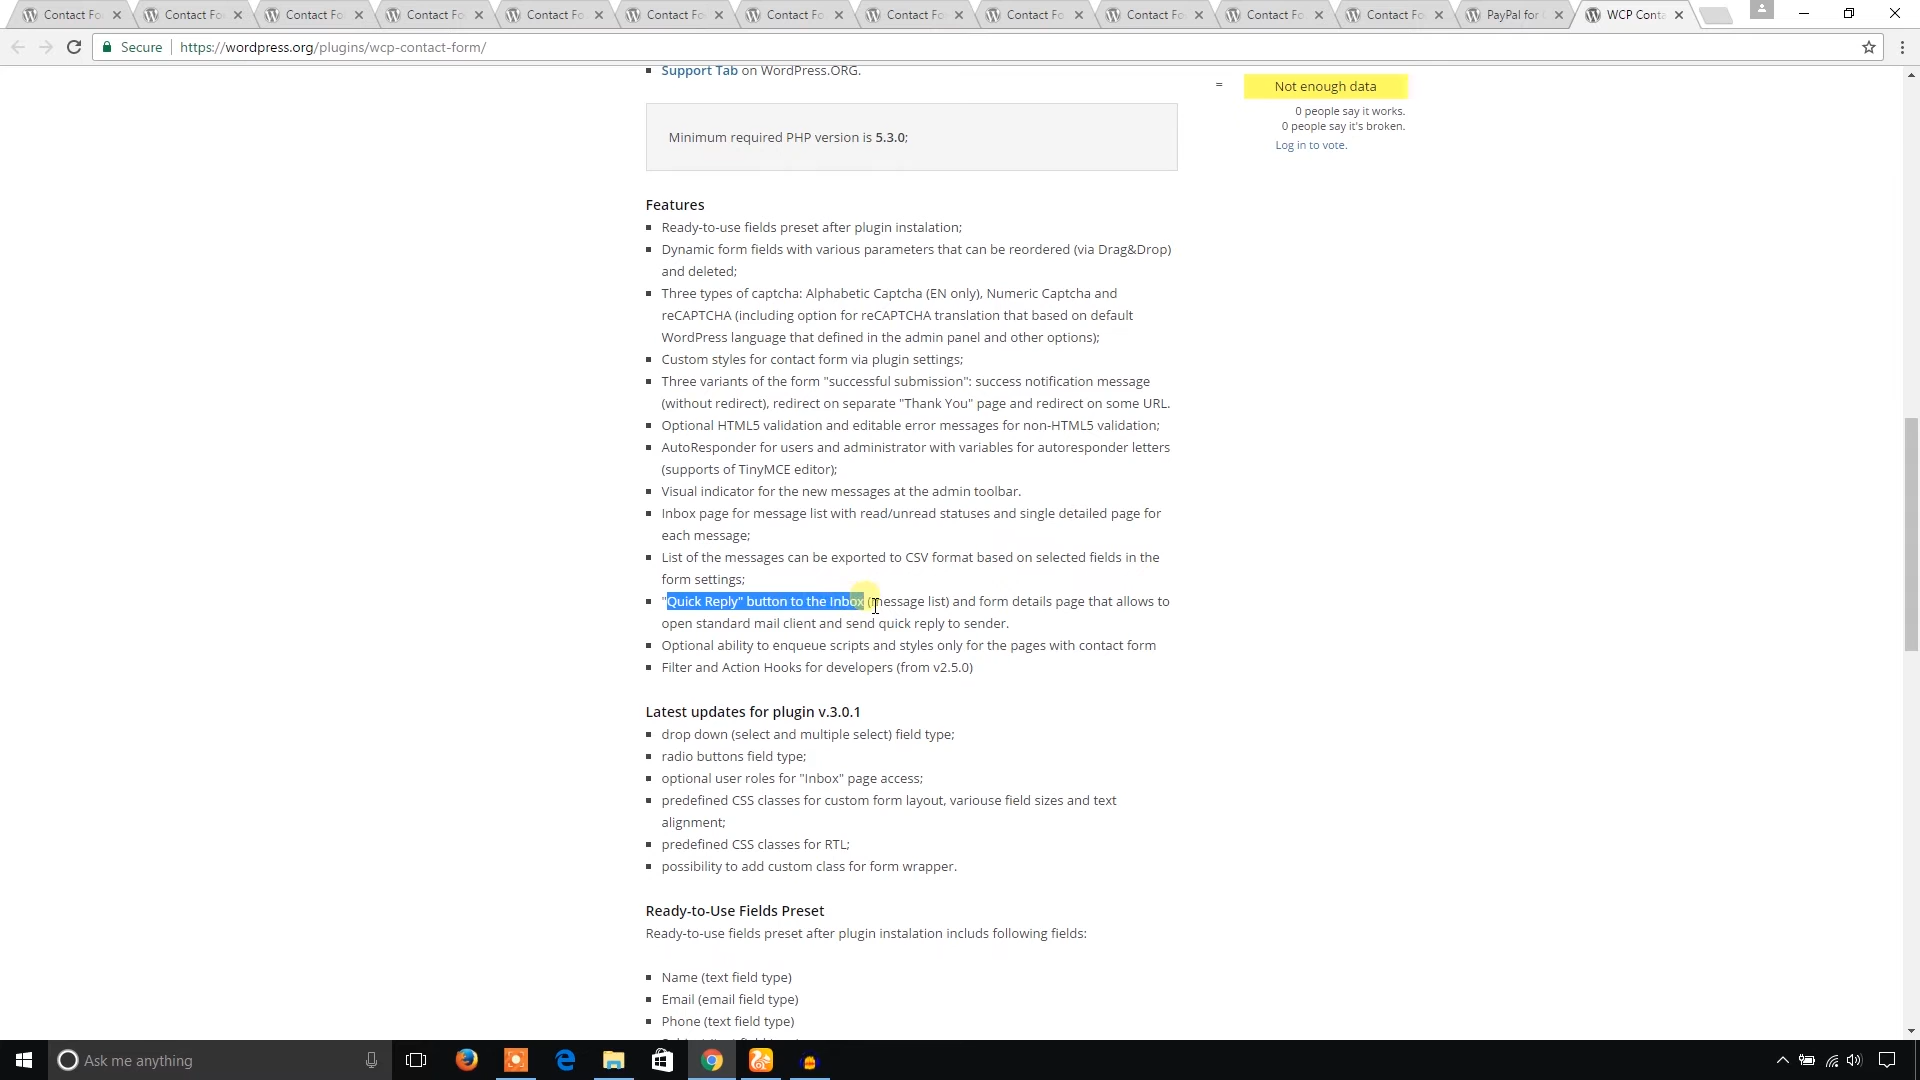 Contact Fo
Contact Fo
Contact Fo
Contact Fo
Contact Fo
Contact Fo
Contact Fo
Contact Fo
Contact Fo
Contact Fo
Contact Fo
Contact Fo
PayPal for
WCP Conta
Secure
https://wordpress.org/plugins/wcp-contact-form/
Support Tab on WordPress.ORG.
= Not enough data
0 people say it works.
0 people say it's broken.
Log in to vote.
Minimum required PHP version is 5.3.0;
Features
Ready-to-use fields preset after plugin instalation;
Dynamic form fields with various parameters that can be reordered (via Drag&Drop)
and deleted;
Three types of captcha: Alphabetic Captcha (EN only), Numeric Captcha and
reCAPTCHA (including option for reCAPTCHA translation that based on default
WordPress language that defined in the admin panel and other options);
Custom styles for contact form via plugin settings;
Three variants of the form "successful submission": success notification message
(without redirect), redirect on separate "Thank You" page and redirect on some URL.
Optional HTML5 validation and editable error messages for non-HTML5 validation;
AutoResponder for users and administrator with variables for autoresponder letters
(supports of TinyMCE editor);
Visual indicator for the new messages at the admin toolbar.
Inbox page for message list with read/unread statuses and single detailed page for
each message;
List of the messages can be exported to CSV format based on selected fields in the
form settings;
"Quick Reply" button to the Inbox (message list) and form details page that allows to
open standard mail client and send quick reply to sender.
Optional ability to enqueue scripts and styles only for the pages with contact form
Filter and Action Hooks for developers (from v2.5.0)
Latest updates for plugin v.3.0.1
drop down (select and multiple select) field type;
radio buttons field type;
optional user roles for "Inbox" page access;
predefined CSS classes for custom form layout, variouse field sizes and text
alignment;
predefined CSS classes for RTL;
possibility to add custom class for form wrapper.
Ready-to-Use Fields Preset
Ready-to-use fields preset after plugin instalation includs following fields:
Name (text field type)
Email (email field type)
Phone (text field type)
Ask me anything